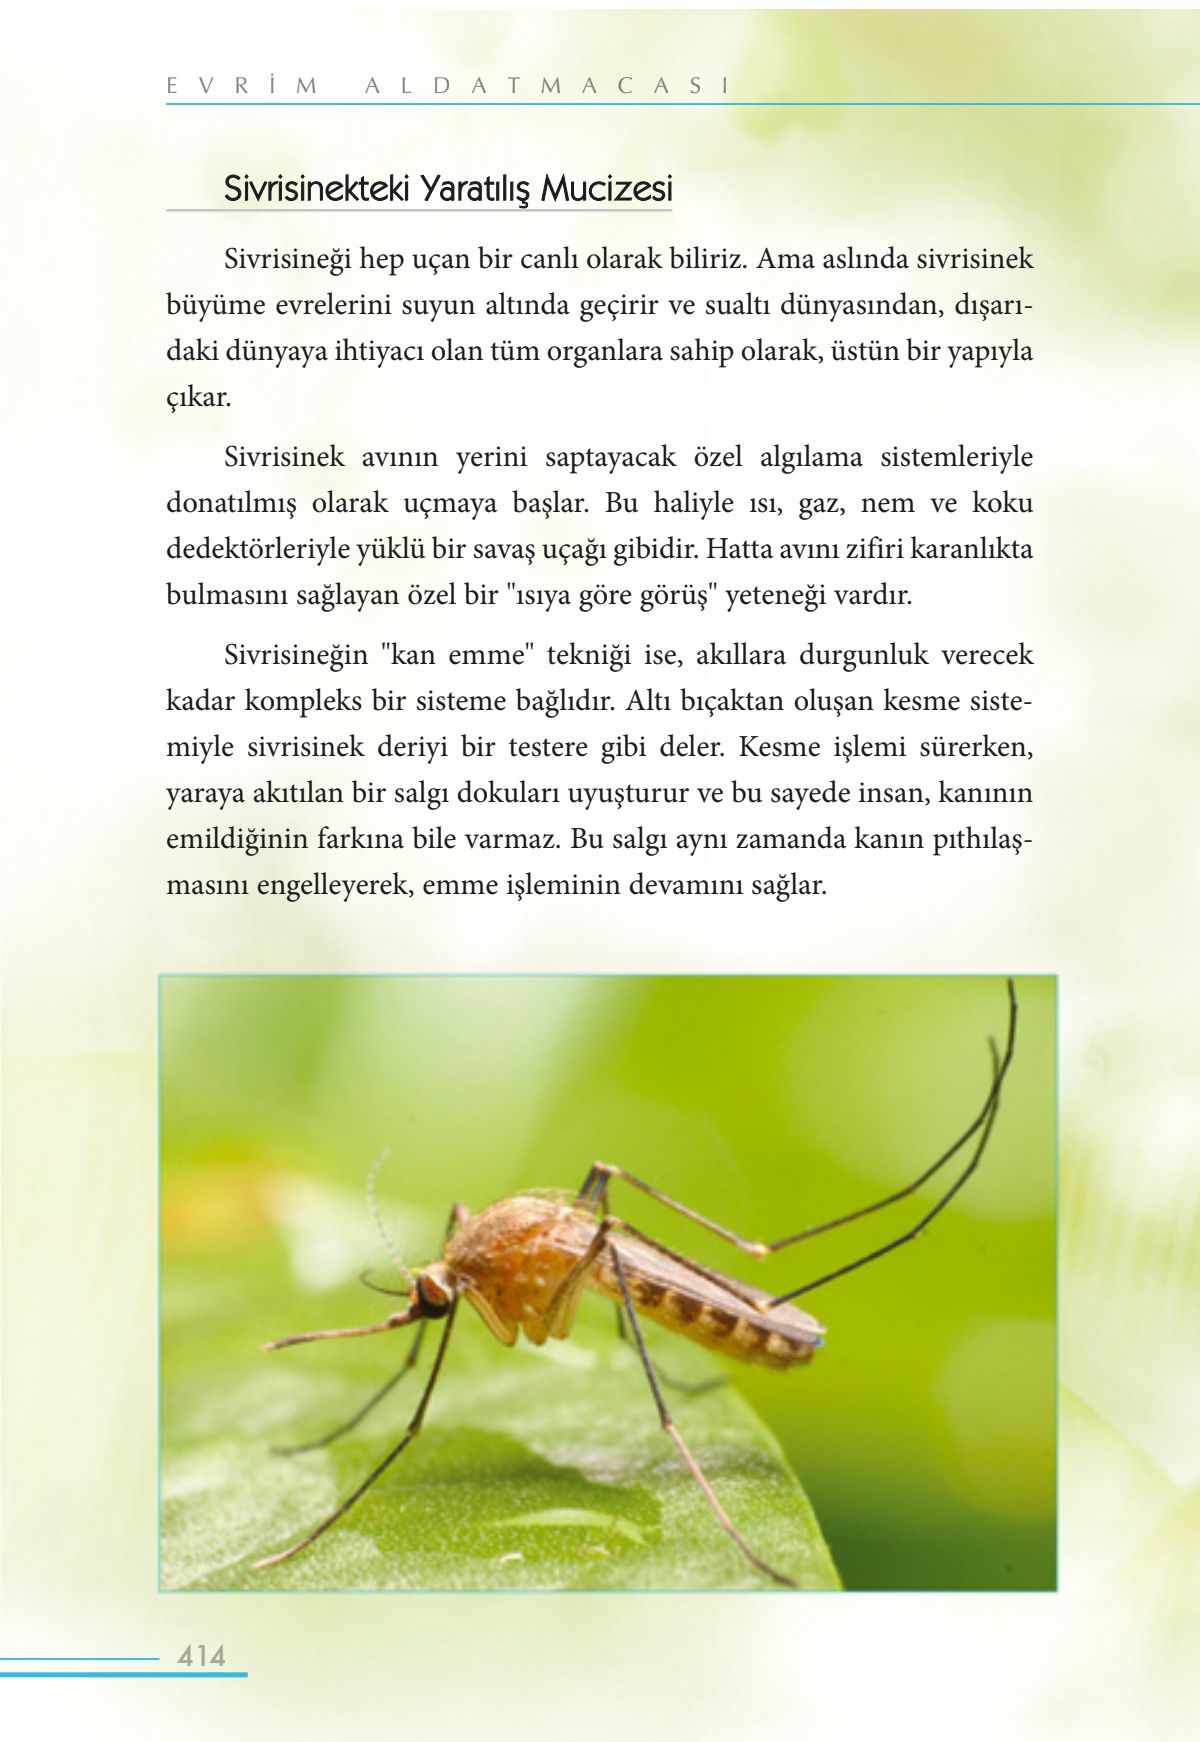 EVRİM ALDATMACASI
Sivrisinekteki Yaratılış Mucizesi
Sivrisineği hep uçan bir canlı olarak biliriz. Ama aslında sivrisinek
büyüme evrelerini suyun altında geçirir ve sualtı dünyasından, dışarı-
daki dünyaya ihtiyacı olan tüm organlara sahip olarak, üstün bir yapıyla
çıkar.
Sivrisinek avının yerini saptayacak özel algılama sistemleriyle
donatılmış olarak uçmaya başlar. Bu haliyle ısı, gaz, nem ve koku
dedektörleriyle yüklü bir savaş uçağı gibidir. Hatta avını zifiri karanlıkta
bulmasını sağlayan özel bir "ısıya göre görüş" yeteneği vardır.
Sivrisineğin "kan emme" tekniği ise, akıllara durgunluk verecek
kadar kompleks bir sisteme bağlıdır. Altı bıçaktan oluşan kesme siste-
miyle sivrisinek deriyi bir testere gibi deler. Kesme işlemi sürerken,
yaraya akıtılan bir salgı dokuları uyuşturur ve bu sayede insan, kanının
emildiğinin farkına bile varmaz. Bu salgı aynı zamanda kanın pıthılaş-
masını engelleyerek, emme işleminin devamını sağlar.
414